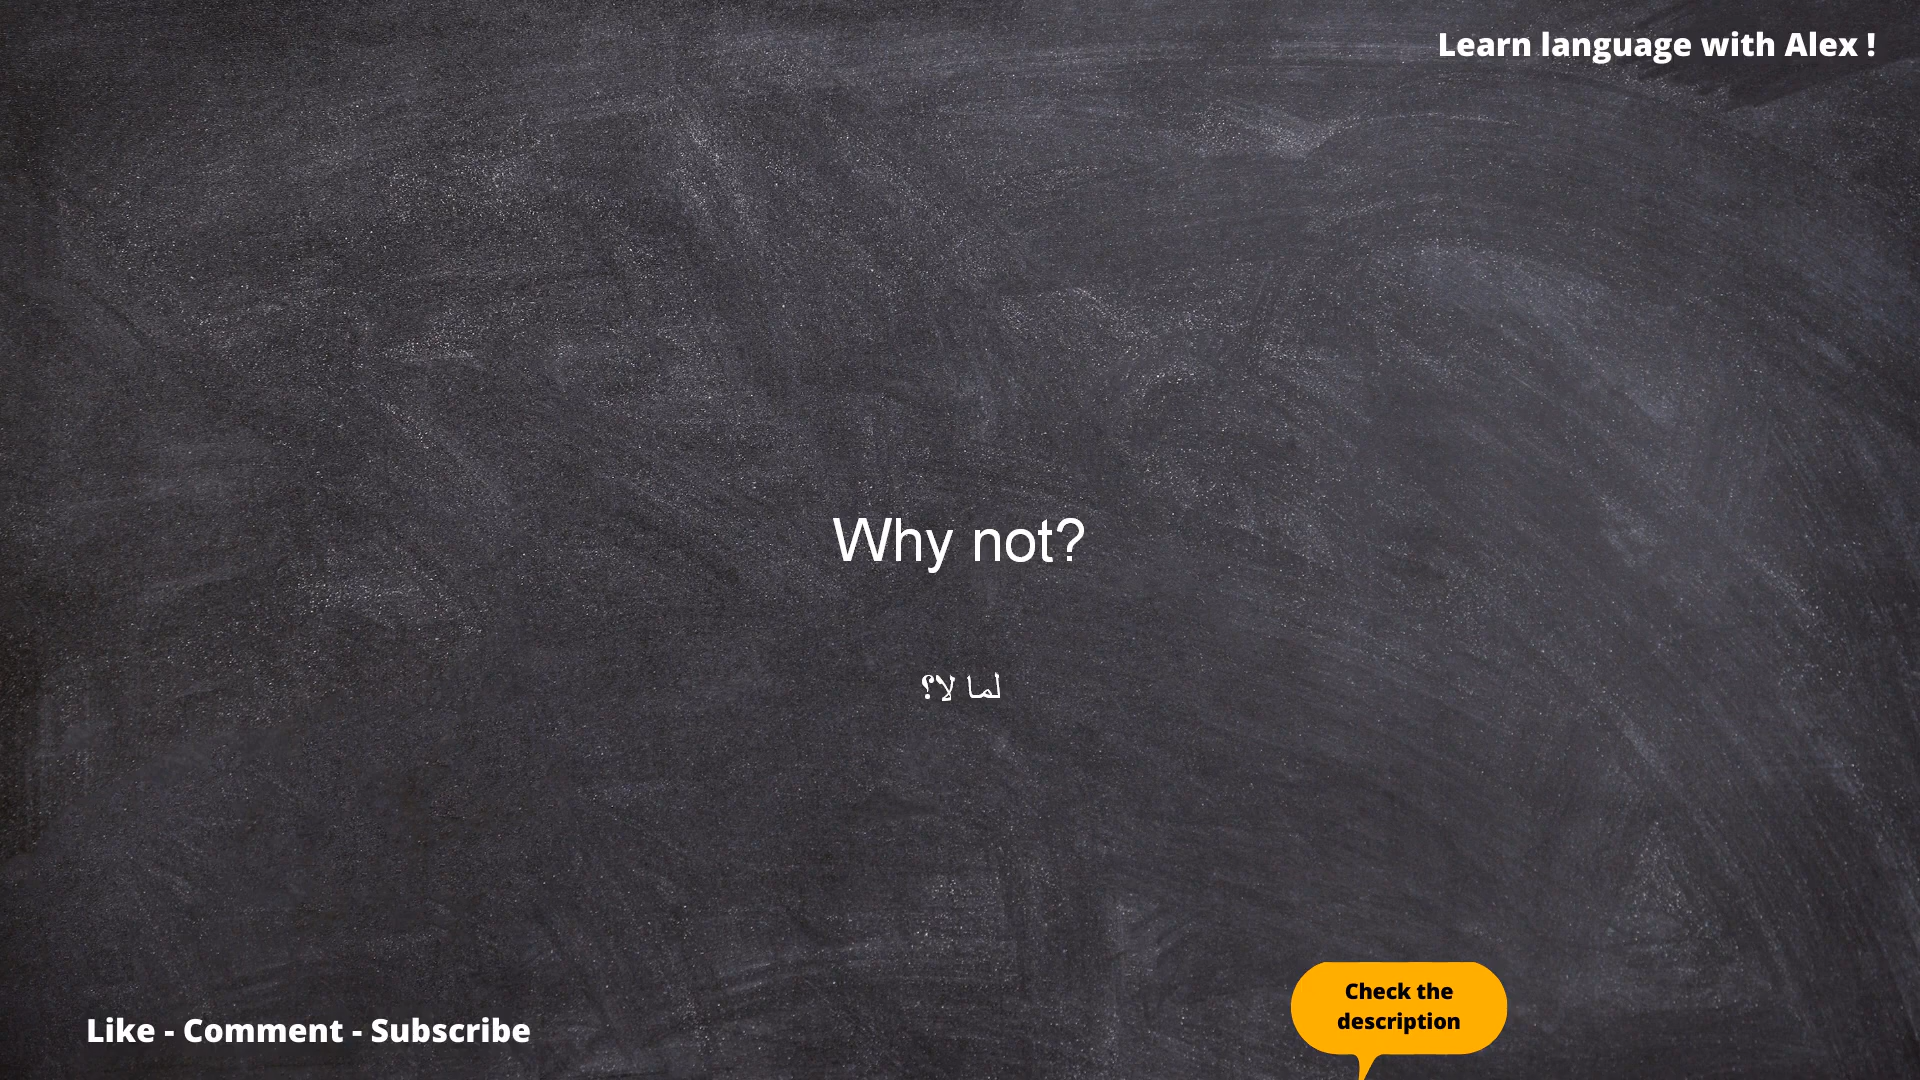 Learn language with Alex !
Why not?
لما لا؟
Check the
description
Like - Comment - Subscribe